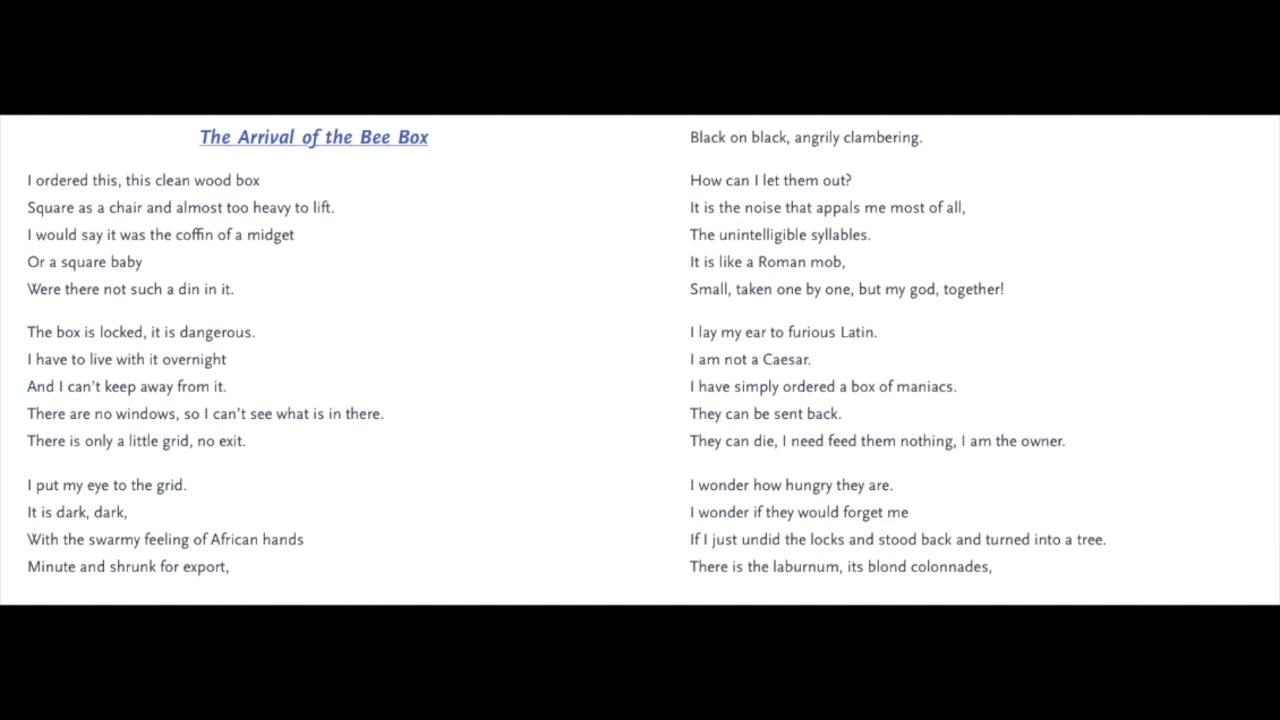 The Arrival of the Bee Box
I ordered this, this clean wood box
Square as a chair and almost too heavy to lift.
I would say it was the coffin of a midget
Or a square baby
Were there not such a din in it.
The box is locked, it is dangerous.
I have to live with it overnight
And I can't keep away from it.
There are no windows, so I can't see what is in there.
There is only a little grid, no exit.
I put my eye to the grid.
It is dark, dark,
With the swarmy feeling of African hands
Minute and shrunk for export,
Black on black, angrily clambering.
How can I let them out?
It is the noise that appals me most of all,
The unintelligible syllables.
It is like a Roman mob,
Small, taken one by one, but my god, together!
I lay my ear to furious Latin.
I am not a Caesar.
I have simply ordered a box of maniacs.
They can be sent back.
They can die, I need feed them nothing, I am the owner.
I wonder how hungry they are.
I wonder if they would forget me
If I just undid the locks and stood back and turned into a tree.
There is the laburnum, its blond colonnades,